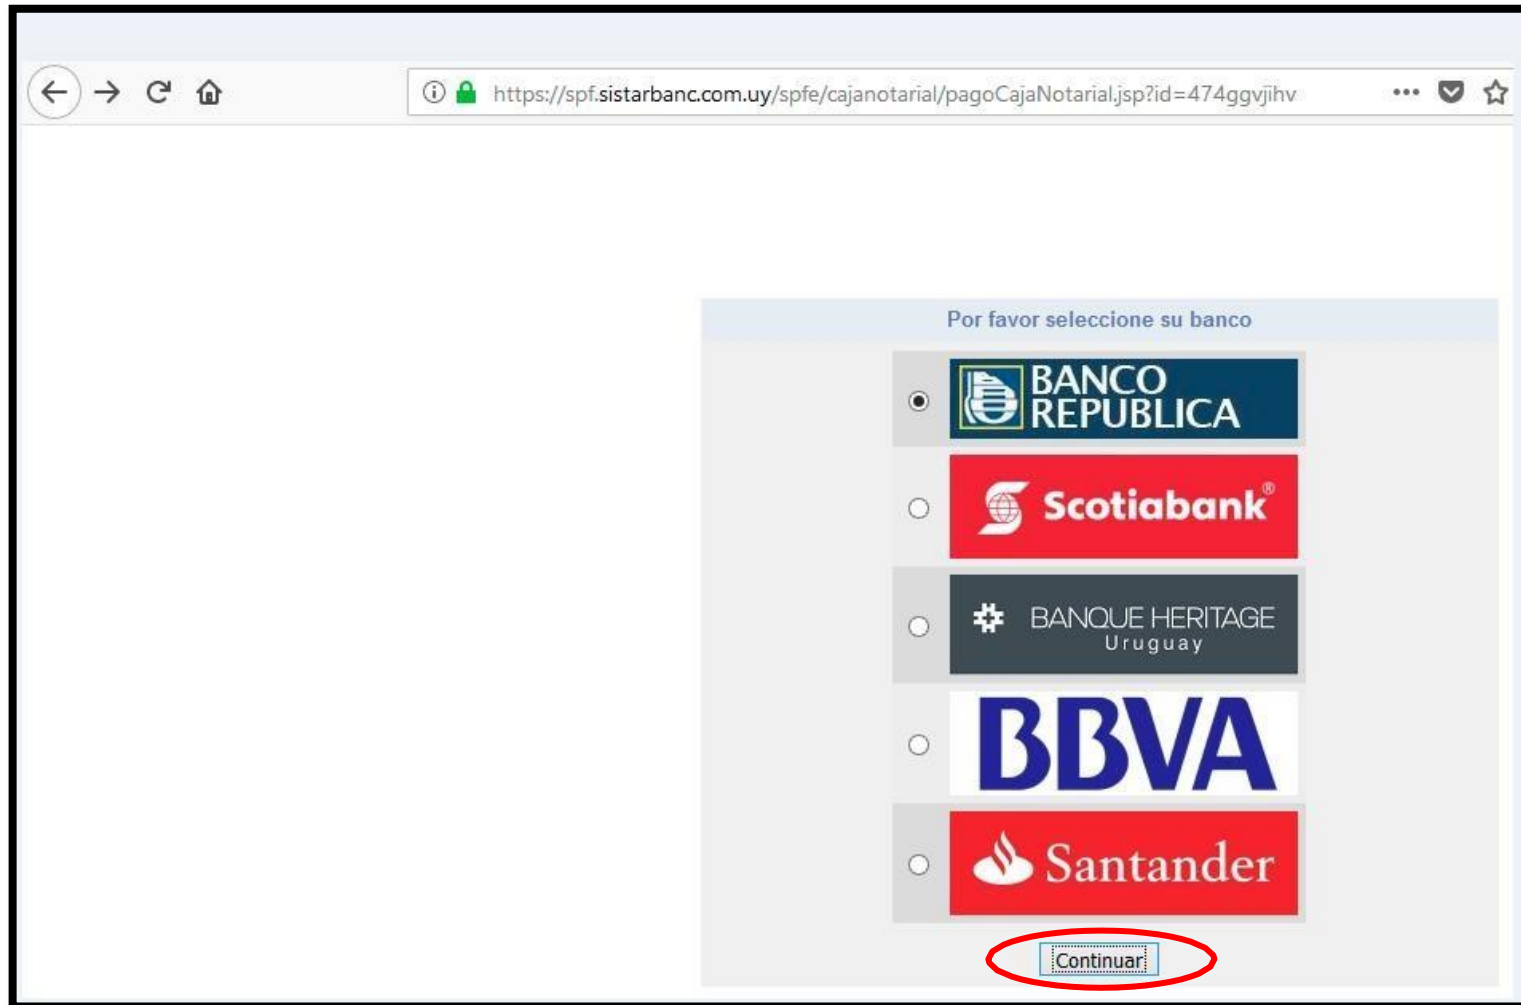 https://spf.sistarbanc.com.uy/spfe/cajanotarial/pagoCajaNotarial.jsp?id=474ggvjihv
Por favor seleccione su banco
BANCO
REPUBLICA
Scotiabank®
BANQUE HERITAGE
Uruguay
BBVA
Santander
Continuar